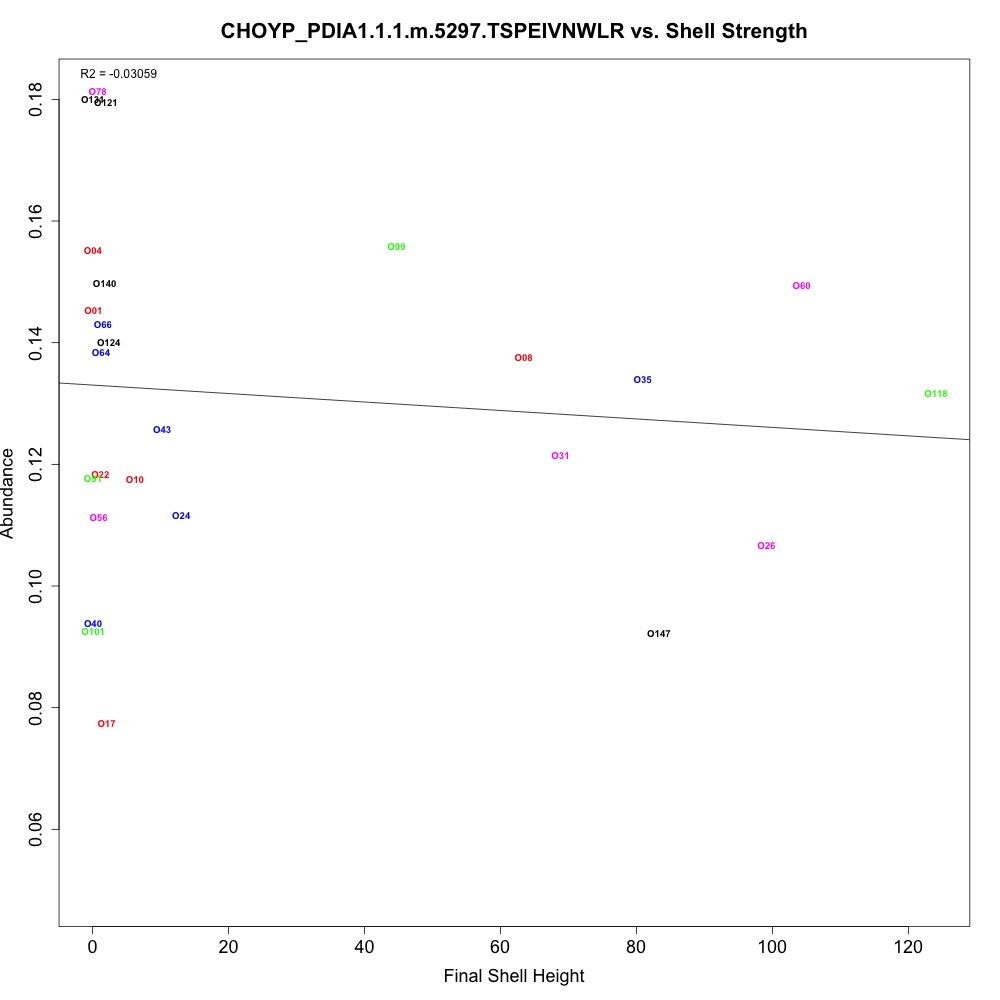 CHOYP_PDIA1.1.1.m.5297.TSPEIVNWLR vs. Shell Strength
R2 = -0.03059
O78
O131
O121
O04
O99
O140
O60
O01
O66
O124
O64
O08
O35
O118
O43
O31
O22
O10
O24
O56
O26
O40
O101
O147
O17
0.18
0.16
0.14
0.12
0.10
0.08
0.06
Abundance
0 20 40 60 80 100 120
Final Shell Height